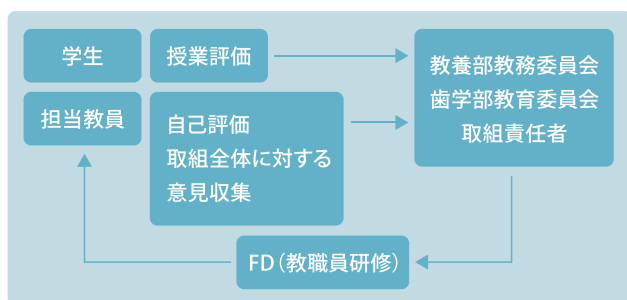 学生
授業評価
担当教員
自己評価
取組全体に対する
意見収集
教養部教務委員会
歯学部教育委員会
取組責任者
FD（教職員研修）